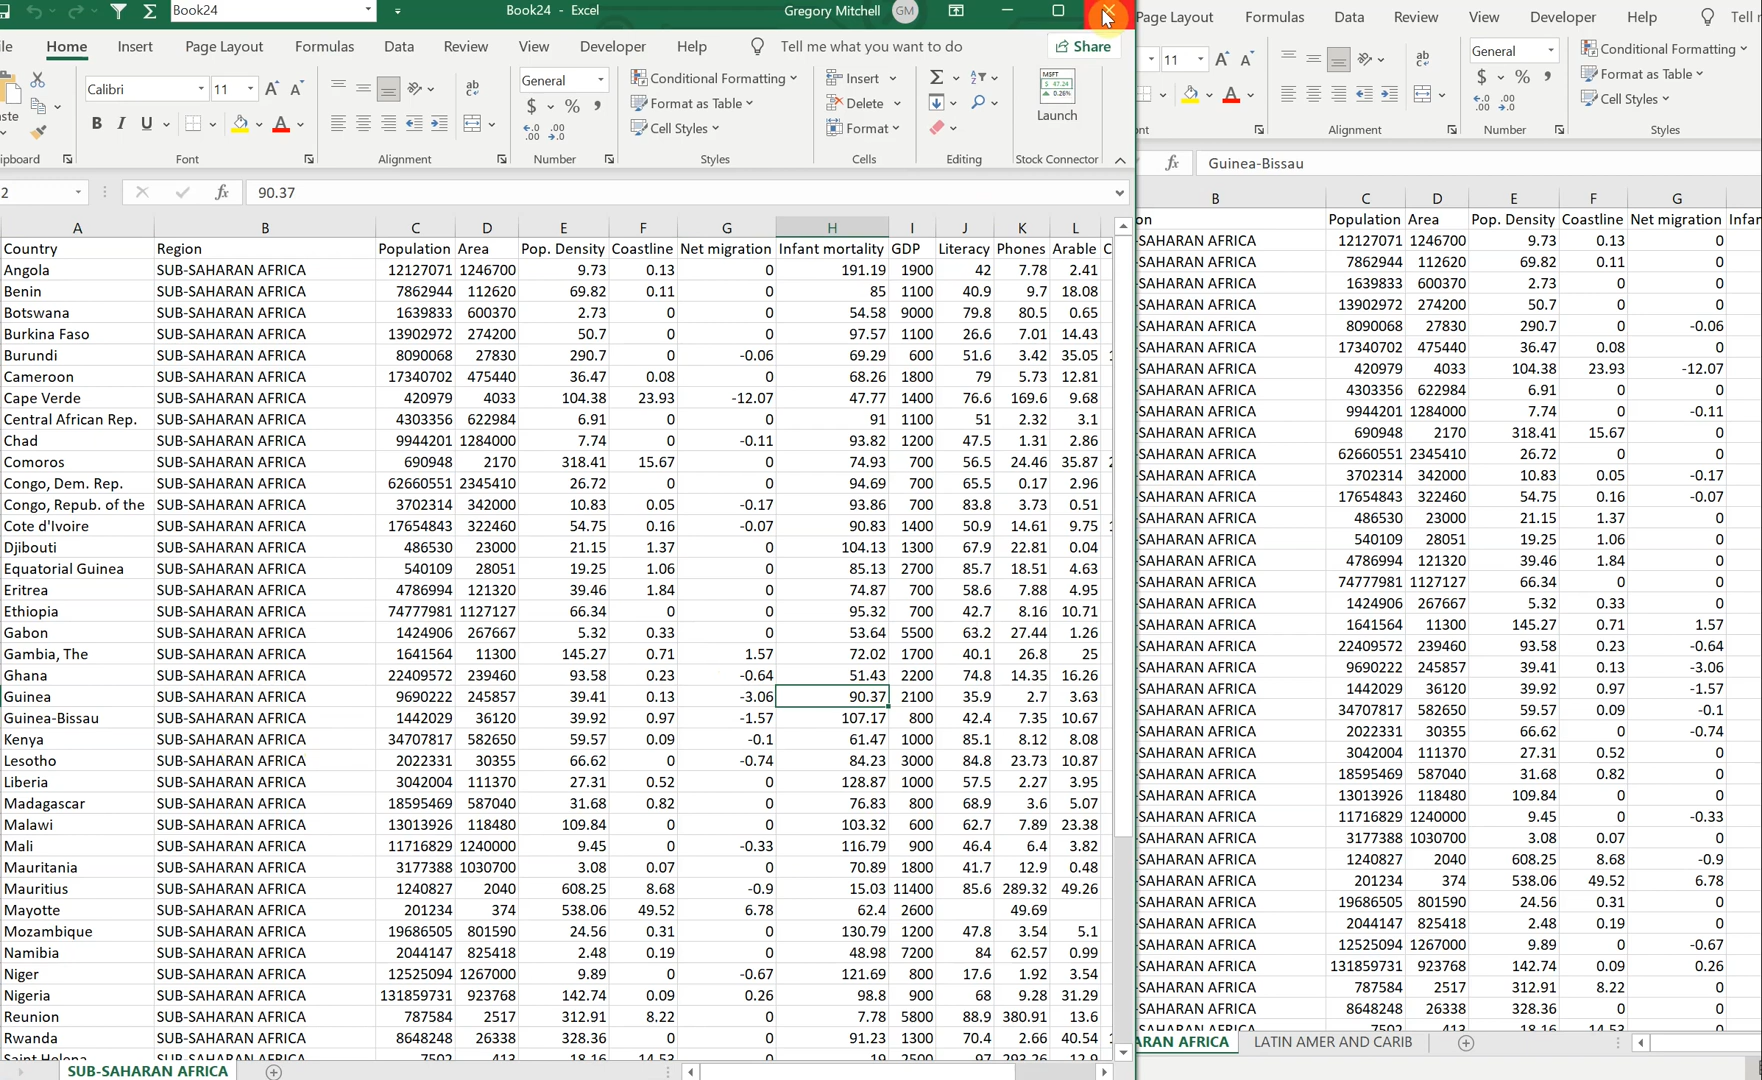 Book24
Book24 - Excel
Gregory Mitchell GM
Home Insert Page Layout Formulas Data Review View Developer Help Tell me what you want to do Share
Calibri 11 General
Conditional Formatting
Format as Table
Cell Styles
Insert
Delete
Format
Launch
Font Alignment Number Styles Cells Editing Stock Connector
90.37
A B C D E F G H I J K L
Country Region Population Area Pop. Density Coastline Net migration Infant mortality GDP Literacy Phones Arable C
Angola SUB-SAHARAN AFRICA 12127071 1246700 9.73 0.13 0 191.19 1900 42 7.78 2.41
Benin SUB-SAHARAN AFRICA 7862944 112620 69.82 0.11 0 85 1100 40.9 9.7 18.08
Botswana SUB-SAHARAN AFRICA 1639833 600370 2.73 0 0 54.58 9000 79.8 80.5 0.65
Burkina Faso SUB-SAHARAN AFRICA 13902972 274200 50.7 0 0 97.57 1100 26.6 7.01 14.43
Burundi SUB-SAHARAN AFRICA 8090068 27830 290.7 0 -0.06 69.29 600 51.6 3.42 35.05
Cameroon SUB-SAHARAN AFRICA 17340702 475440 36.47 0.08 0 68.26 1800 79 5.73 12.81
Cape Verde SUB-SAHARAN AFRICA 420979 4033 104.38 23.93 -12.07 47.77 1400 76.6 169.6 9.68
Central African Rep. SUB-SAHARAN AFRICA 4303356 622984 6.91 0 0 91 1100 51 2.32 3.1
Chad SUB-SAHARAN AFRICA 9944201 1284000 7.74 0 -0.11 93.82 1200 47.5 1.31 2.86
Comoros SUB-SAHARAN AFRICA 690948 2170 318.41 15.67 0 74.93 700 56.5 24.46 35.87
Congo, Dem. Rep. SUB-SAHARAN AFRICA 62660551 2345410 26.72 0 0 94.69 700 65.5 0.17 2.96
Congo, Repub. of the SUB-SAHARAN AFRICA 3702314 342000 10.83 0.05 -0.17 93.86 700 83.8 3.73 0.51
Cote d'Ivoire SUB-SAHARAN AFRICA 17654843 322460 54.75 0.16 -0.07 90.83 1400 50.9 14.61 9.75
Djibouti SUB-SAHARAN AFRICA 486530 23000 21.15 1.37 0 104.13 1300 67.9 22.81 0.04
Equatorial Guinea SUB-SAHARAN AFRICA 540109 28051 19.25 1.06 0 85.13 2700 85.7 18.51 4.63
Eritrea SUB-SAHARAN AFRICA 4786994 121320 39.46 1.84 0 74.87 700 58.6 7.88 4.95
Ethiopia SUB-SAHARAN AFRICA 74777981 1127127 66.34 0 0 95.32 700 42.7 8.16 10.71
Gabon SUB-SAHARAN AFRICA 1424906 267667 5.32 0.33 0 53.64 5500 63.2 27.44 1.26
Gambia, The SUB-SAHARAN AFRICA 1641564 11300 145.27 0.71 1.57 72.02 1700 40.1 26.8 25
Ghana SUB-SAHARAN AFRICA 22409572 239460 93.58 0.23 -0.64 51.43 2200 74.8 14.35 16.26
Guinea SUB-SAHARAN AFRICA 9690222 245857 39.41 0.13 -3.06 90.37 2100 35.9 2.7 3.63
Guinea-Bissau SUB-SAHARAN AFRICA 1442029 36120 39.92 0.97 -1.57 107.17 800 42.4 7.35 10.67
Kenya SUB-SAHARAN AFRICA 34707817 582650 59.57 0.09 -0.1 61.47 1000 85.1 8.12 8.08
Lesotho SUB-SAHARAN AFRICA 2022331 30355 66.62 0 -0.74 84.23 3000 84.8 23.73 10.87
Liberia SUB-SAHARAN AFRICA 3042004 111370 27.31 0.52 0 128.87 1000 57.5 2.27 3.95
Madagascar SUB-SAHARAN AFRICA 18595469 587040 31.68 0.82 0 76.83 800 68.9 3.6 5.07
Malawi SUB-SAHARAN AFRICA 13013926 118480 109.84 0 0 103.32 600 62.7 7.89 23.38
Mali SUB-SAHARAN AFRICA 11716829 1240000 9.45 0 -0.33 116.79 900 46.4 6.4 3.82
Mauritania SUB-SAHARAN AFRICA 3177388 1030700 3.08 0.07 0 70.89 1800 41.7 12.9 0.48
Mauritius SUB-SAHARAN AFRICA 1240827 2040 608.25 8.68 -0.9 15.03 11400 85.6 289.32 49.26
Mayotte SUB-SAHARAN AFRICA 201234 374 538.06 49.52 6.78 62.4 2600 49.69
Mozambique SUB-SAHARAN AFRICA 19686505 801590 24.56 0.31 0 130.79 1200 47.8 3.54 5.1
Namibia SUB-SAHARAN AFRICA 2044147 825418 2.48 0.19 0 48.98 7200 84 62.57 0.99
Niger SUB-SAHARAN AFRICA 12525094 1267000 9.89 0 -0.67 121.69 800 17.6 1.92 3.54
Nigeria SUB-SAHARAN AFRICA 131859731 923768 142.74 0.09 0.26 98.8 900 68 9.28 31.29
Reunion SUB-SAHARAN AFRICA 787584 2517 312.91 8.22 0 7.78 5800 88.9 380.91 13.6
Rwanda SUB-SAHARAN AFRICA 8648248 26338 328.36 0 0 91.23 1300 70.4 2.66 40.54
SUB-SAHARAN AFRICA
Page Layout Formulas Data Review View Developer Help
11 General
Conditional Formatting
Format as Table
Cell Styles
Alignment Number Styles
Guinea-Bissau
B C D E F G
on Population Area Pop. Density Coastline Net migration Infan
-SAHARAN AFRICA 12127071 1246700 9.73 0.13 0
-SAHARAN AFRICA 7862944 112620 69.82 0.11 0
-SAHARAN AFRICA 1639833 600370 2.73 0 0
-SAHARAN AFRICA 13902972 274200 50.7 0 0
-SAHARAN AFRICA 8090068 27830 290.7 0 -0.06
-SAHARAN AFRICA 17340702 475440 36.47 0.08 0
-SAHARAN AFRICA 420979 4033 104.38 23.93 -12.07
-SAHARAN AFRICA 4303356 622984 6.91 0 0
-SAHARAN AFRICA 9944201 1284000 7.74 0 -0.11
-SAHARAN AFRICA 690948 2170 318.41 15.67 0
-SAHARAN AFRICA 62660551 2345410 26.72 0 0
-SAHARAN AFRICA 3702314 342000 10.83 0.05 -0.17
-SAHARAN AFRICA 17654843 322460 54.75 0.16 -0.07
-SAHARAN AFRICA 486530 23000 21.15 1.37 0
-SAHARAN AFRICA 540109 28051 19.25 1.06 0
-SAHARAN AFRICA 4786994 121320 39.46 1.84 0
-SAHARAN AFRICA 74777981 1127127 66.34 0 0
-SAHARAN AFRICA 1424906 267667 5.32 0.33 0
-SAHARAN AFRICA 1641564 11300 145.27 0.71 1.57
-SAHARAN AFRICA 22409572 239460 93.58 0.23 -0.64
-SAHARAN AFRICA 9690222 245857 39.41 0.13 -3.06
-SAHARAN AFRICA 1442029 36120 39.92 0.97 -1.57
-SAHARAN AFRICA 34707817 582650 59.57 0.09 -0.1
-SAHARAN AFRICA 2022331 30355 66.62 0 -0.74
-SAHARAN AFRICA 3042004 111370 27.31 0.52 0
-SAHARAN AFRICA 18595469 587040 31.68 0.82 0
-SAHARAN AFRICA 13013926 118480 109.84 0 0
-SAHARAN AFRICA 11716829 1240000 9.45 0 -0.33
-SAHARAN AFRICA 3177388 1030700 3.08 0.07 0
-SAHARAN AFRICA 1240827 2040 608.25 8.68 -0.9
-SAHARAN AFRICA 201234 374 538.06 49.52 6.78
-SAHARAN AFRICA 19686505 801590 24.56 0.31 0
-SAHARAN AFRICA 2044147 825418 2.48 0.19 0
-SAHARAN AFRICA 12525094 1267000 9.89 0 -0.67
-SAHARAN AFRICA 131859731 923768 142.74 0.09 0.26
-SAHARAN AFRICA 787584 2517 312.91 8.22 0
-SAHARAN AFRICA 8648248 26338 328.36 0 0
ARAN AFRICA LATIN AMER AND CARIB